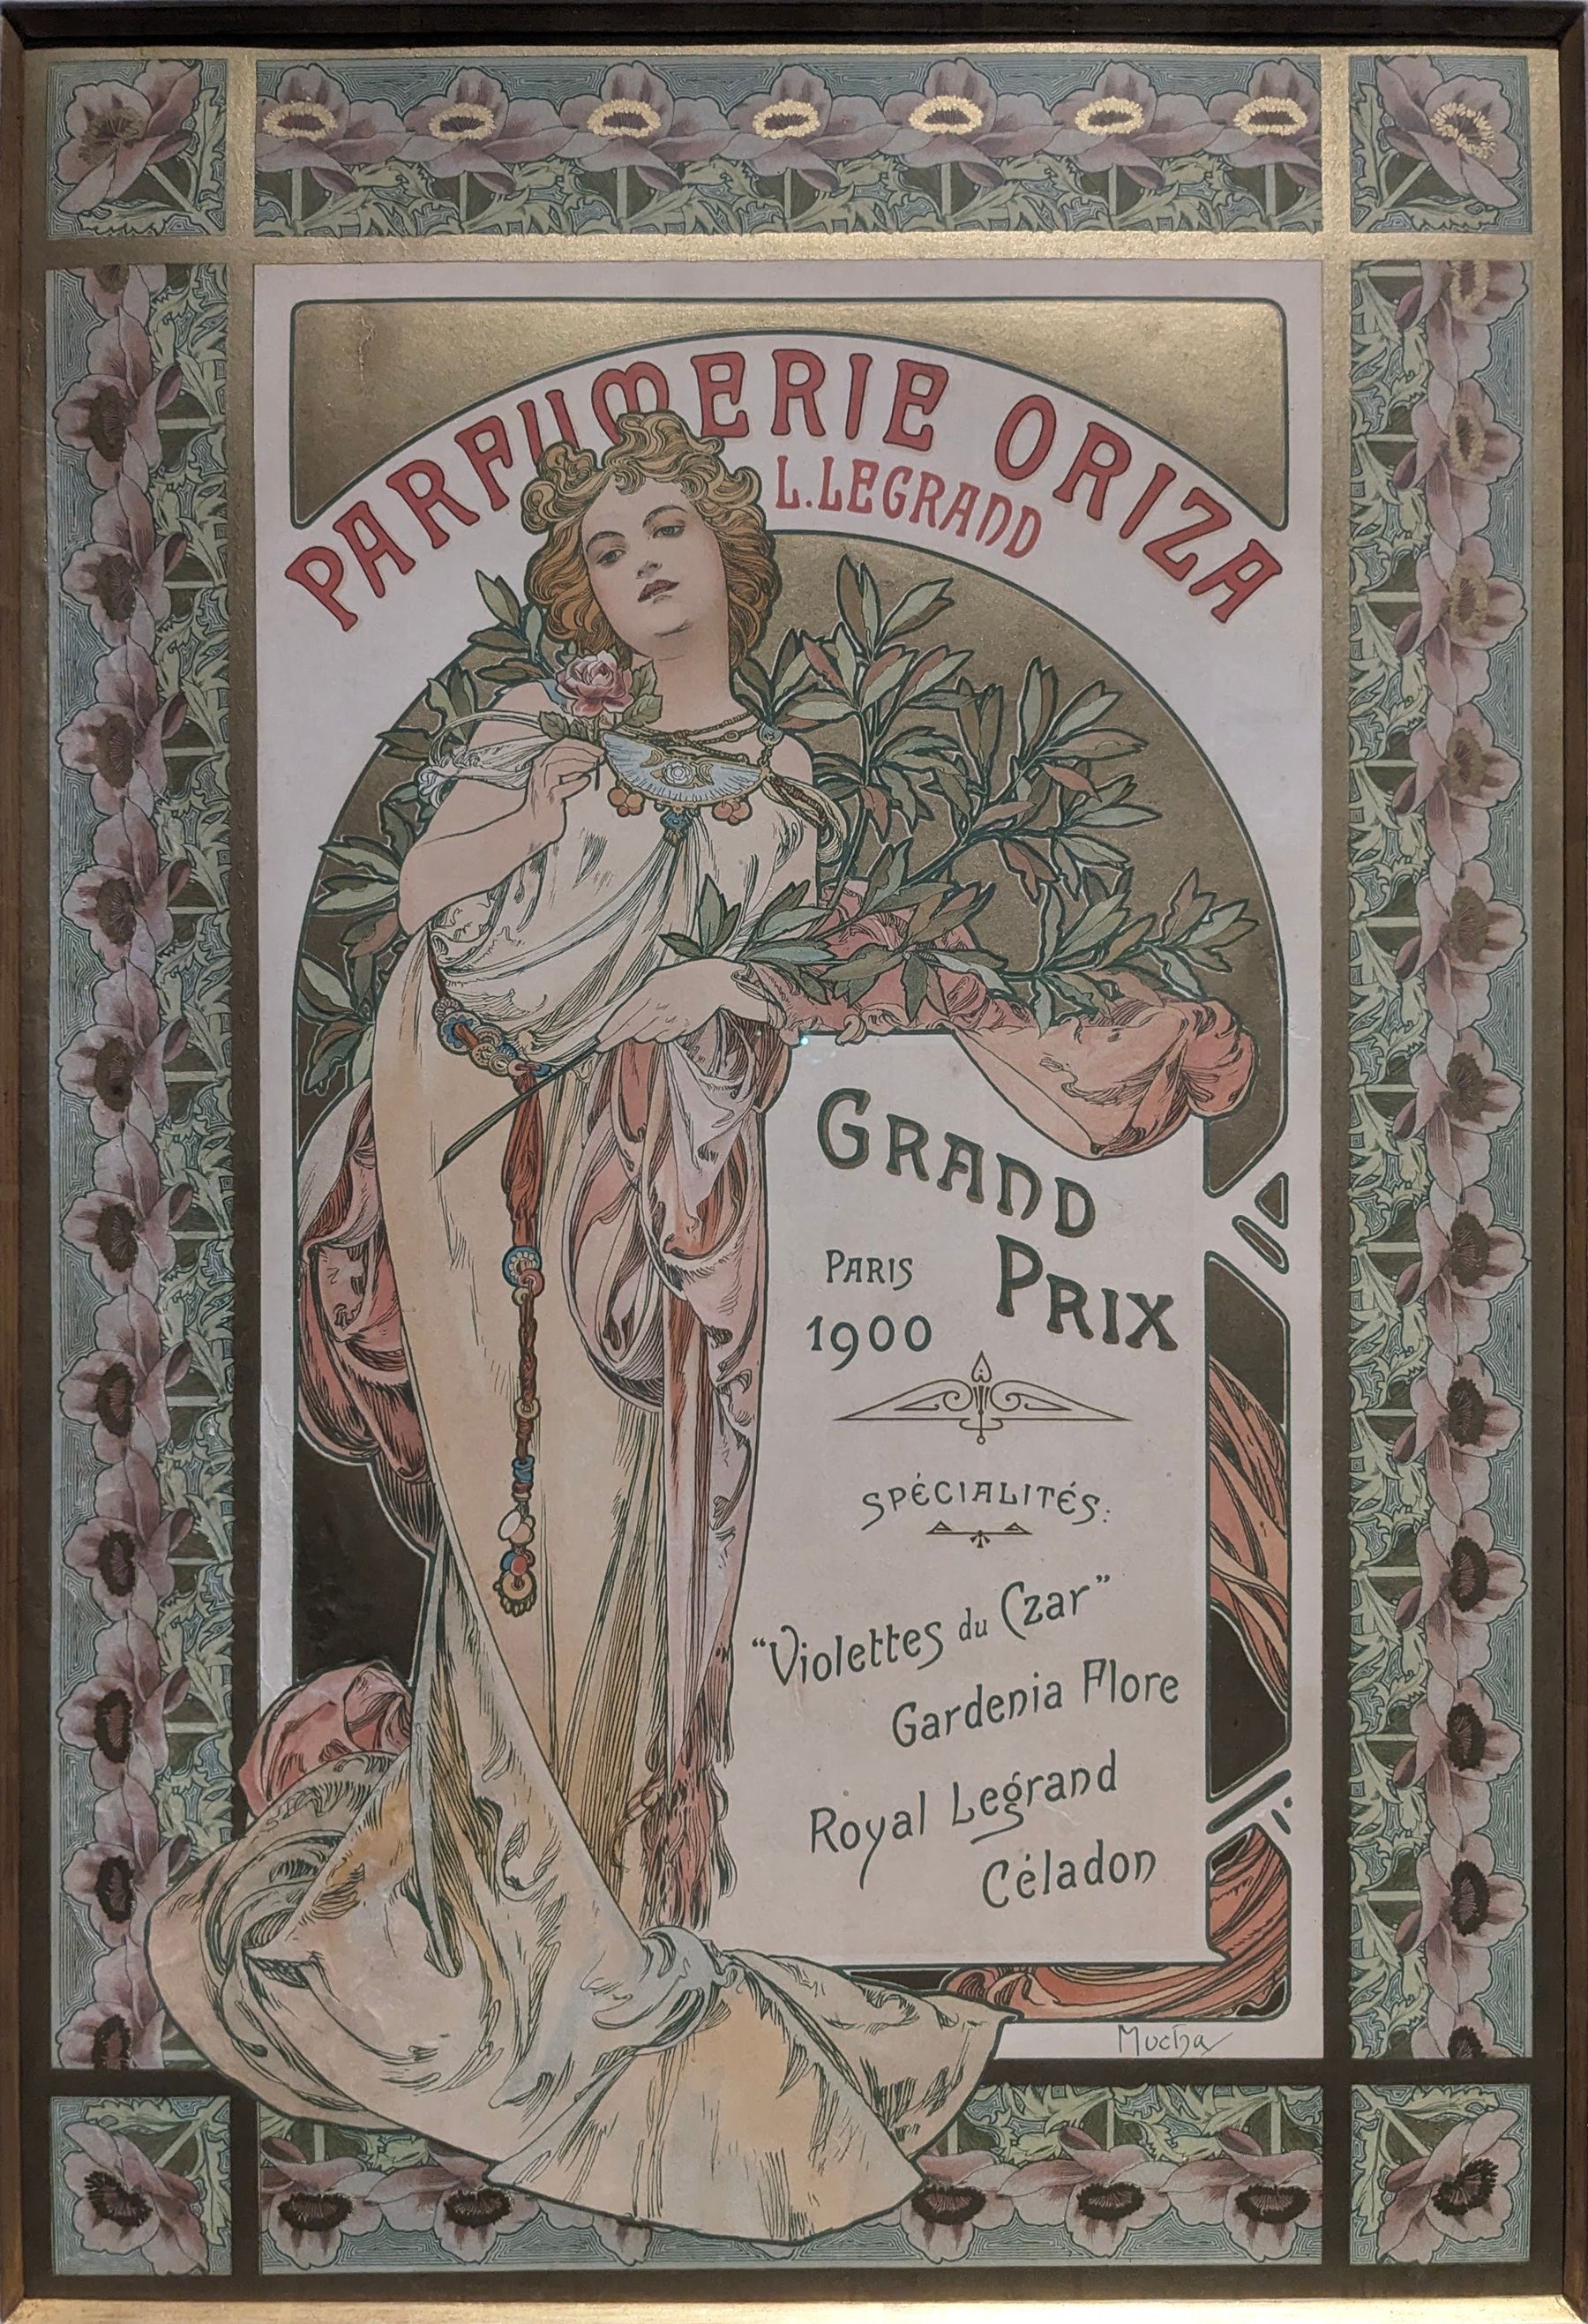 PARFUMERIE ORIZA
L. LEGRAND
GRAND
PRIX
PARIS
1900
SPÉCIALITÉS:
“Violettes du Czar”
Gardenia Flore
Royal Legrand
Céladon
Mucha